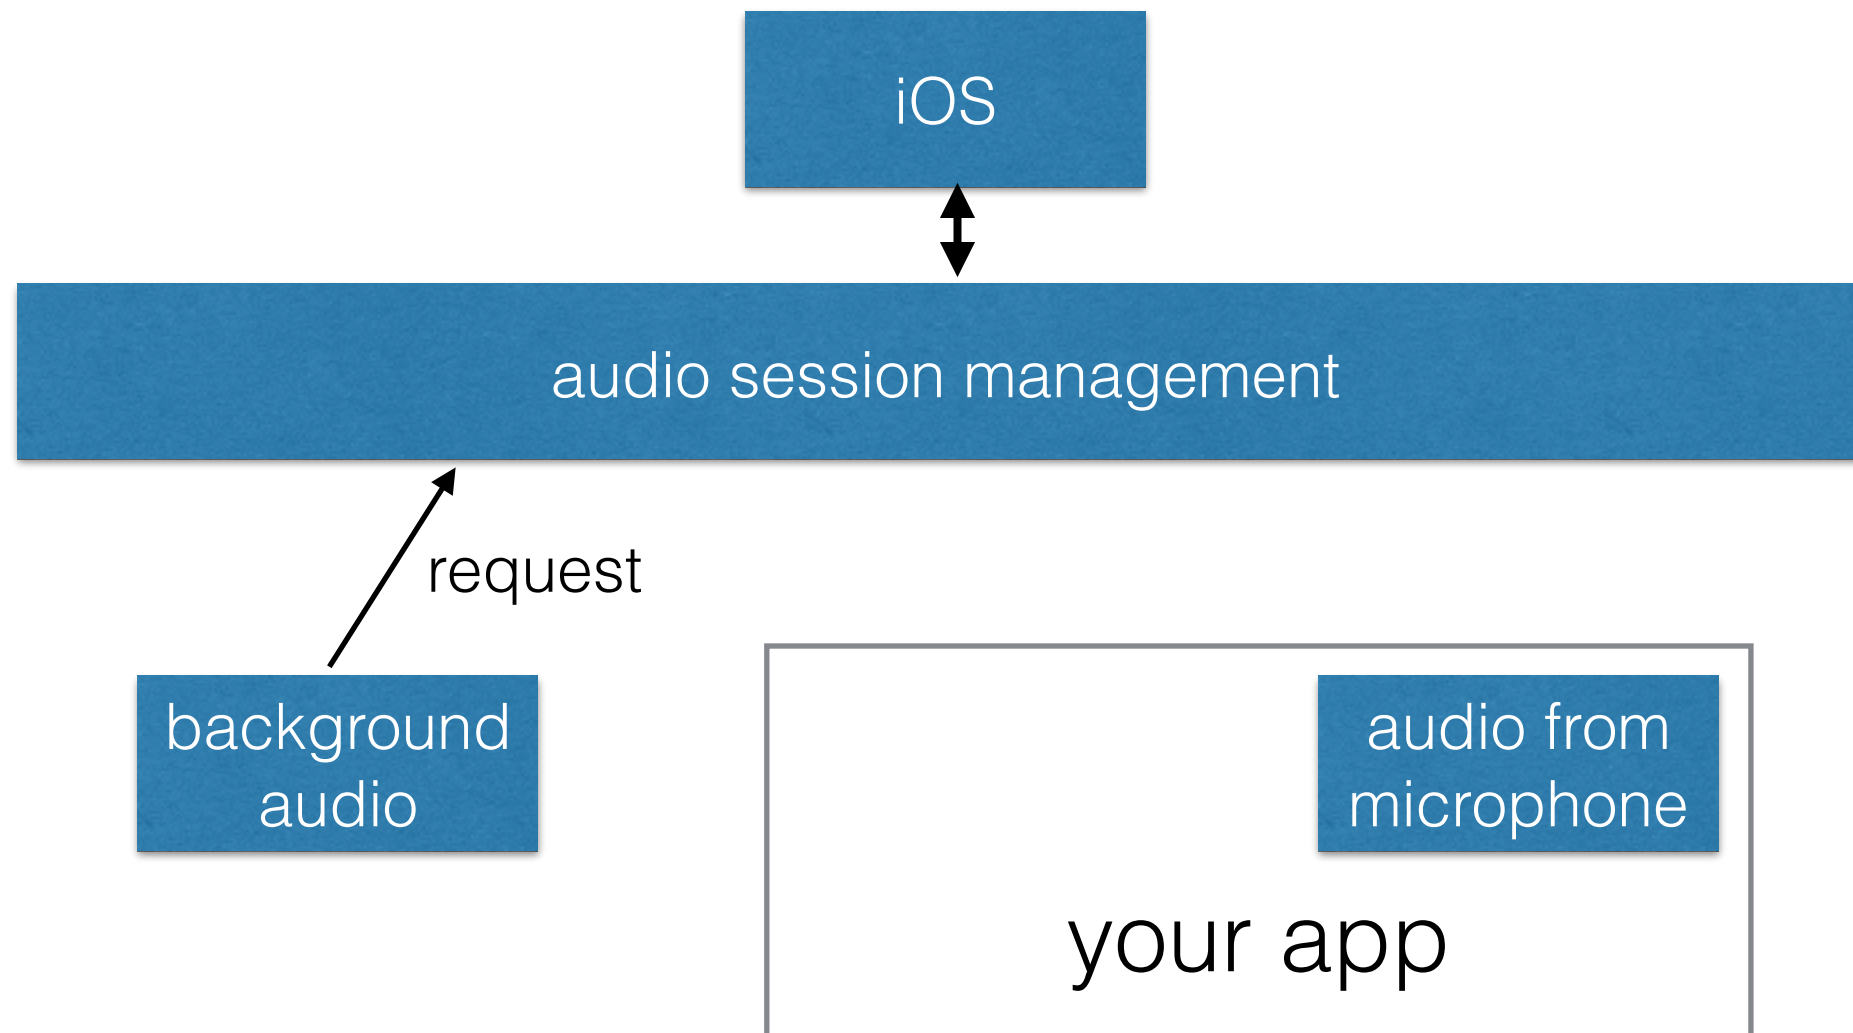 iOS
audio session management
request
background
audio
audio from
microphone
your app